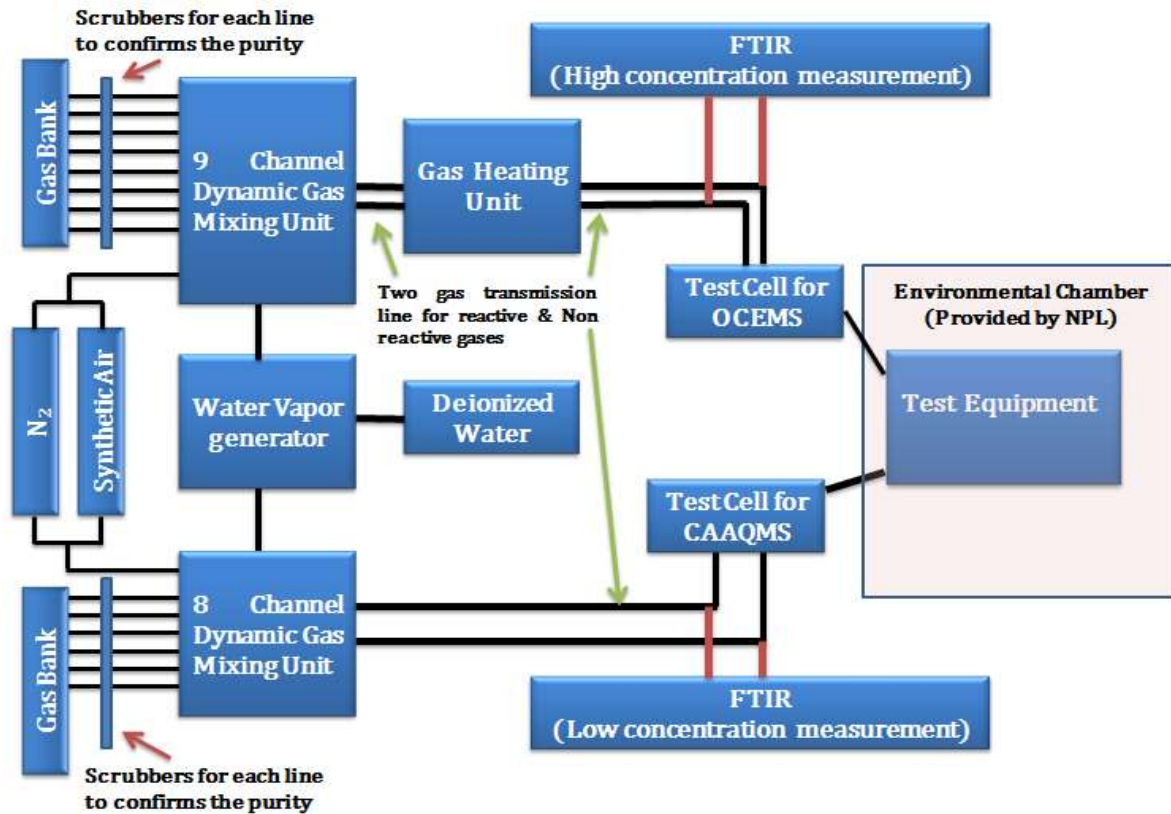 Scrubbers for each line
to confirms the purity
Gas Bank
9 Channel
Dynamic Gas
Mixing Unit
Gas Heating
Unit
FTIR
(High concentration measurement)
Two gas transmission
line for reactive & Non
reactive gases
Test Cell for
OCEMS
Environmental Chamber
(Provided by NPL)
Test Equipment
N₂
Synthetic Air
Water Vapor
generator
Deionized
Water
Test Cell for
CAAQMS
Gas Bank
8 Channel
Dynamic Gas
Mixing Unit
FTIR
(Low concentration measurement)
Scrubbers for each line
to confirms the purity